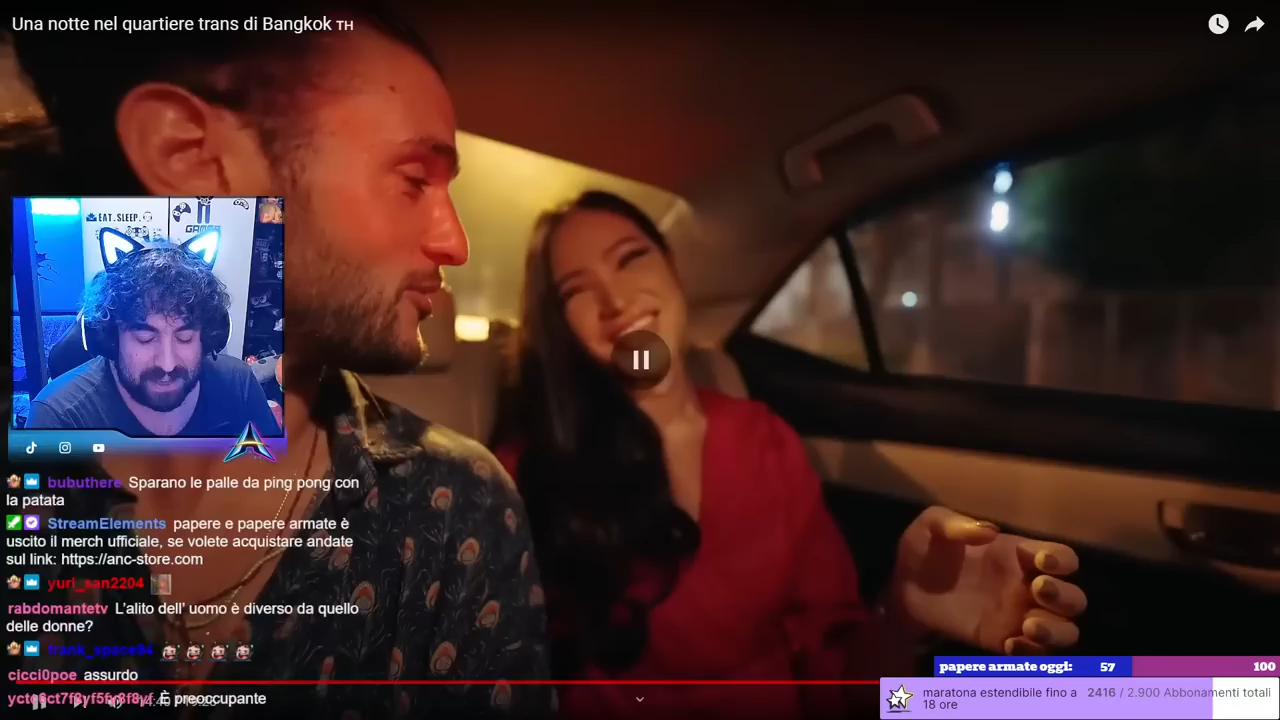 Una notte nel quartiere trans di Bangkok TH
EAT.SLEEP.
GAMER
bubuthere Sparano le palle da ping pong con
la patata
StreamElements papere e papere armate è
uscito il merch ufficiale, se volete acquistare andate
sul link: https://anc-store.com
yuri_san2204
rabdomantetv L'alito dell' uomo è diverso da quello
delle donne?
frank_space94
cicci0poe assurdo
È preoccupante
papere armate oggi: 57 100
maratona estendibile fino a
18 ore
2416 / 2.900 Abbonamenti totali